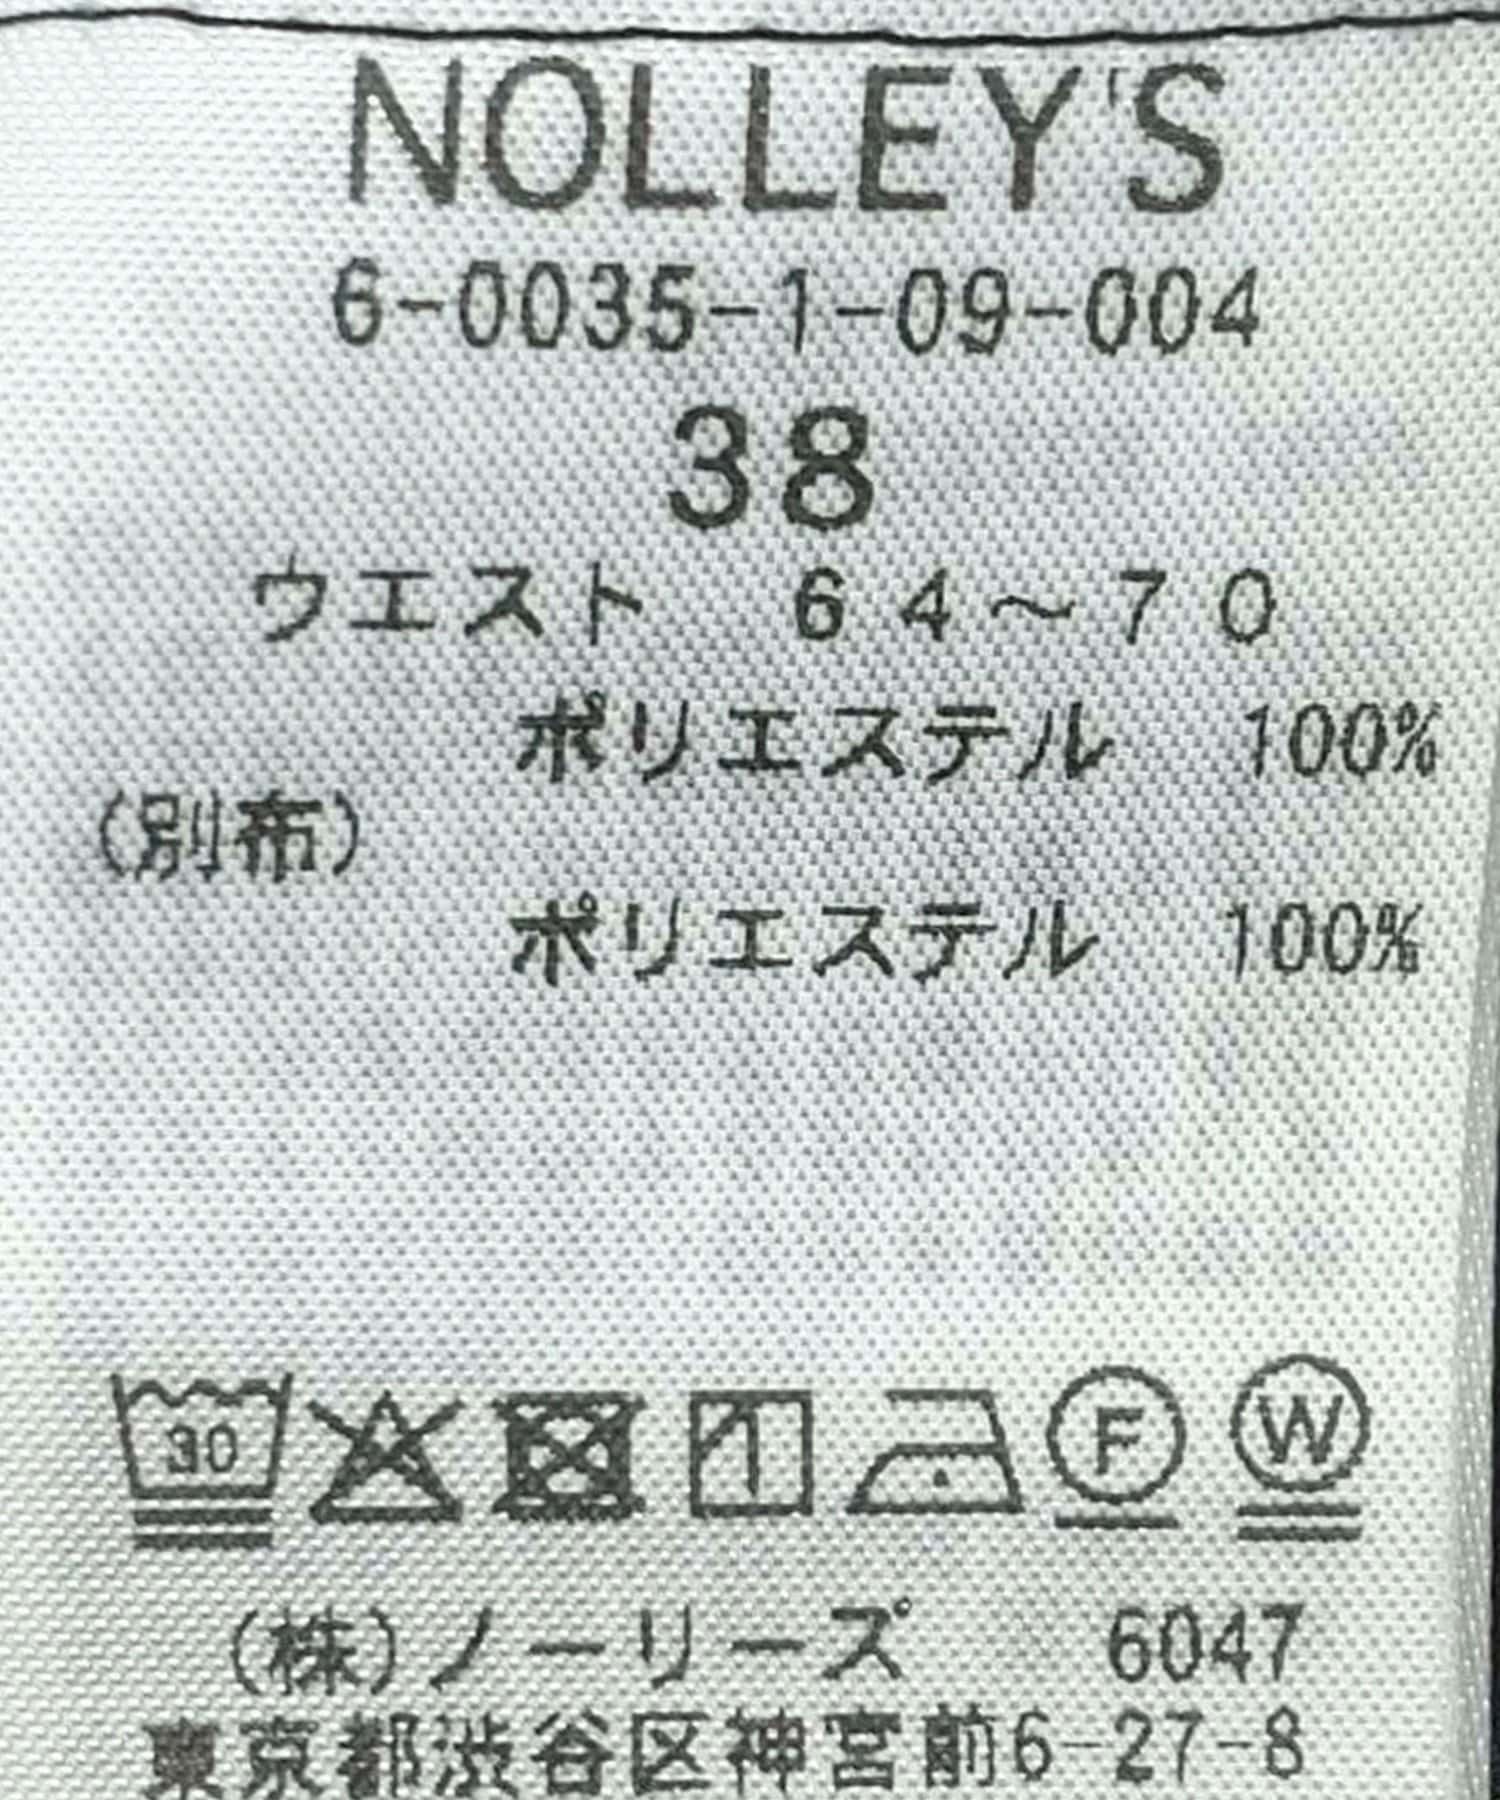 NOLLEY'S
6-0035-1-09-004
38
ウエスト　64～70
ポリエステル　100%
(別布)
ポリエステル　100%
30 F W
(株)ノーリーズ　6047
東京都渋谷区神宮前6-27-8